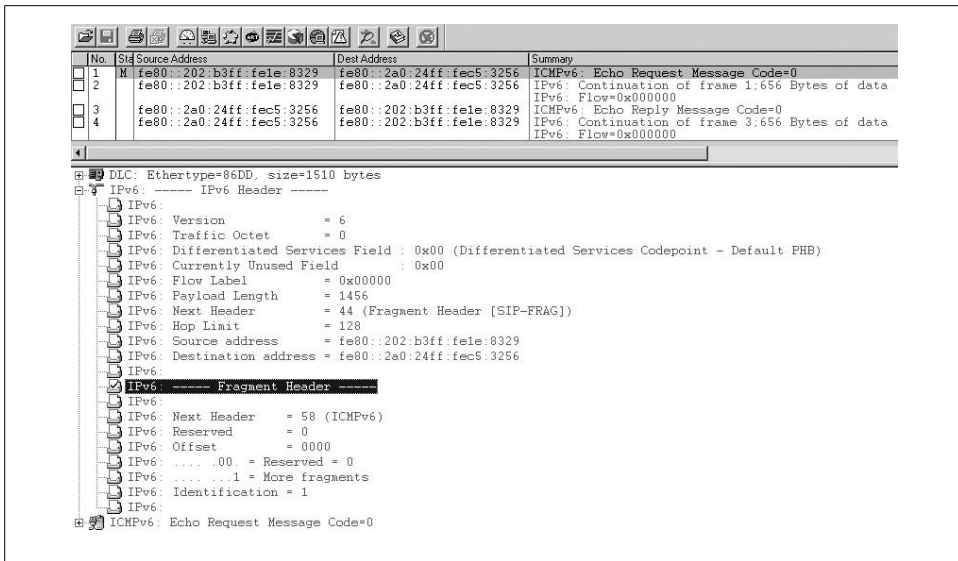 No. Sta Source Address Dest Address Summary
1 M fe80::202:b3ff:fe1e:8329 fe80::2a0:24ff:fec5:3256 ICMPv6: Echo Request Message Code=0
2 fe80::202:b3ff:fe1e:8329 fe80::2a0:24ff:fec5:3256 IPv6: Continuation of frame 1;656 Bytes of data
IPv6: Flow=0x000000
3 fe80::2a0:24ff:fec5:3256 fe80::202:b3ff:fe1e:8329 ICMPv6: Echo Reply Message Code=0
4 fe80::2a0:24ff:fec5:3256 fe80::202:b3ff:fe1e:8329 IPv6: Continuation of frame 3;656 Bytes of data
IPv6: Flow=0x000000
DLC: Ethertype=86DD, size=1510 bytes
IPv6: ----- IPv6 Header -----
IPv6:
IPv6: Version = 6
IPv6: Traffic Octet = 0
IPv6: Differentiated Services Field : 0x00 (Differentiated Services Codepoint - Default PHB)
IPv6: Currently Unused Field : 0x00
IPv6: Flow Label = 0x00000
IPv6: Payload Length = 1456
IPv6: Next Header = 44 (Fragment Header [SIP-FRAG])
IPv6: Hop Limit = 128
IPv6: Source address = fe80::202:b3ff:fe1e:8329
IPv6: Destination address = fe80::2a0:24ff:fec5:3256
IPv6:
IPv6: ----- Fragment Header -----
IPv6:
IPv6: Next Header = 58 (ICMPv6)
IPv6: Reserved = 0
IPv6: Offset = 0000
IPv6: .... .00. = Reserved = 0
IPv6: .... ...1 = More fragments
IPv6: Identification = 1
IPv6:
ICMPv6: Echo Request Message Code=0